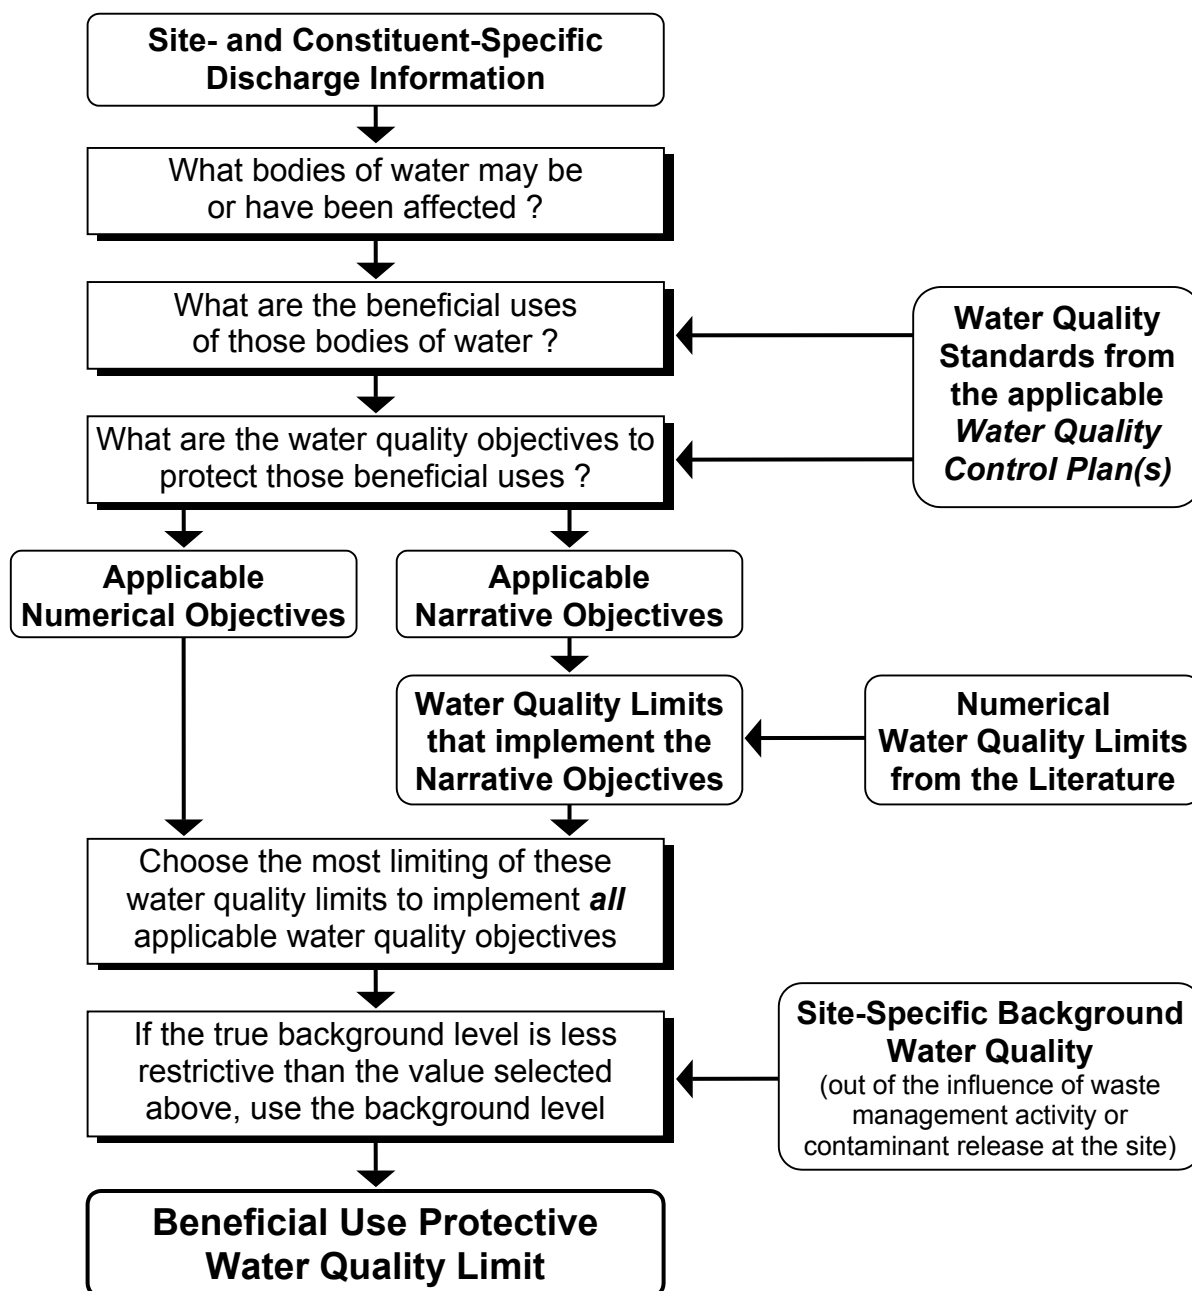 Site- and Constituent-Specific
Discharge Information
What bodies of water may be
or have been affected ?
What are the beneficial uses
of those bodies of water ?
Water Quality
Standards from
the applicable
Water Quality
Control Plan(s)
What are the water quality objectives to
protect those beneficial uses ?
Applicable
Numerical Objectives
Applicable
Narrative Objectives
Water Quality Limits
that implement the
Narrative Objectives
Numerical
Water Quality Limits
from the Literature
Choose the most limiting of these
water quality limits to implement all
applicable water quality objectives
If the true background level is less
restrictive than the value selected
above, use the background level
Site-Specific Background
Water Quality
(out of the influence of waste
management activity or
contaminant release at the site)
Beneficial Use Protective
Water Quality Limit